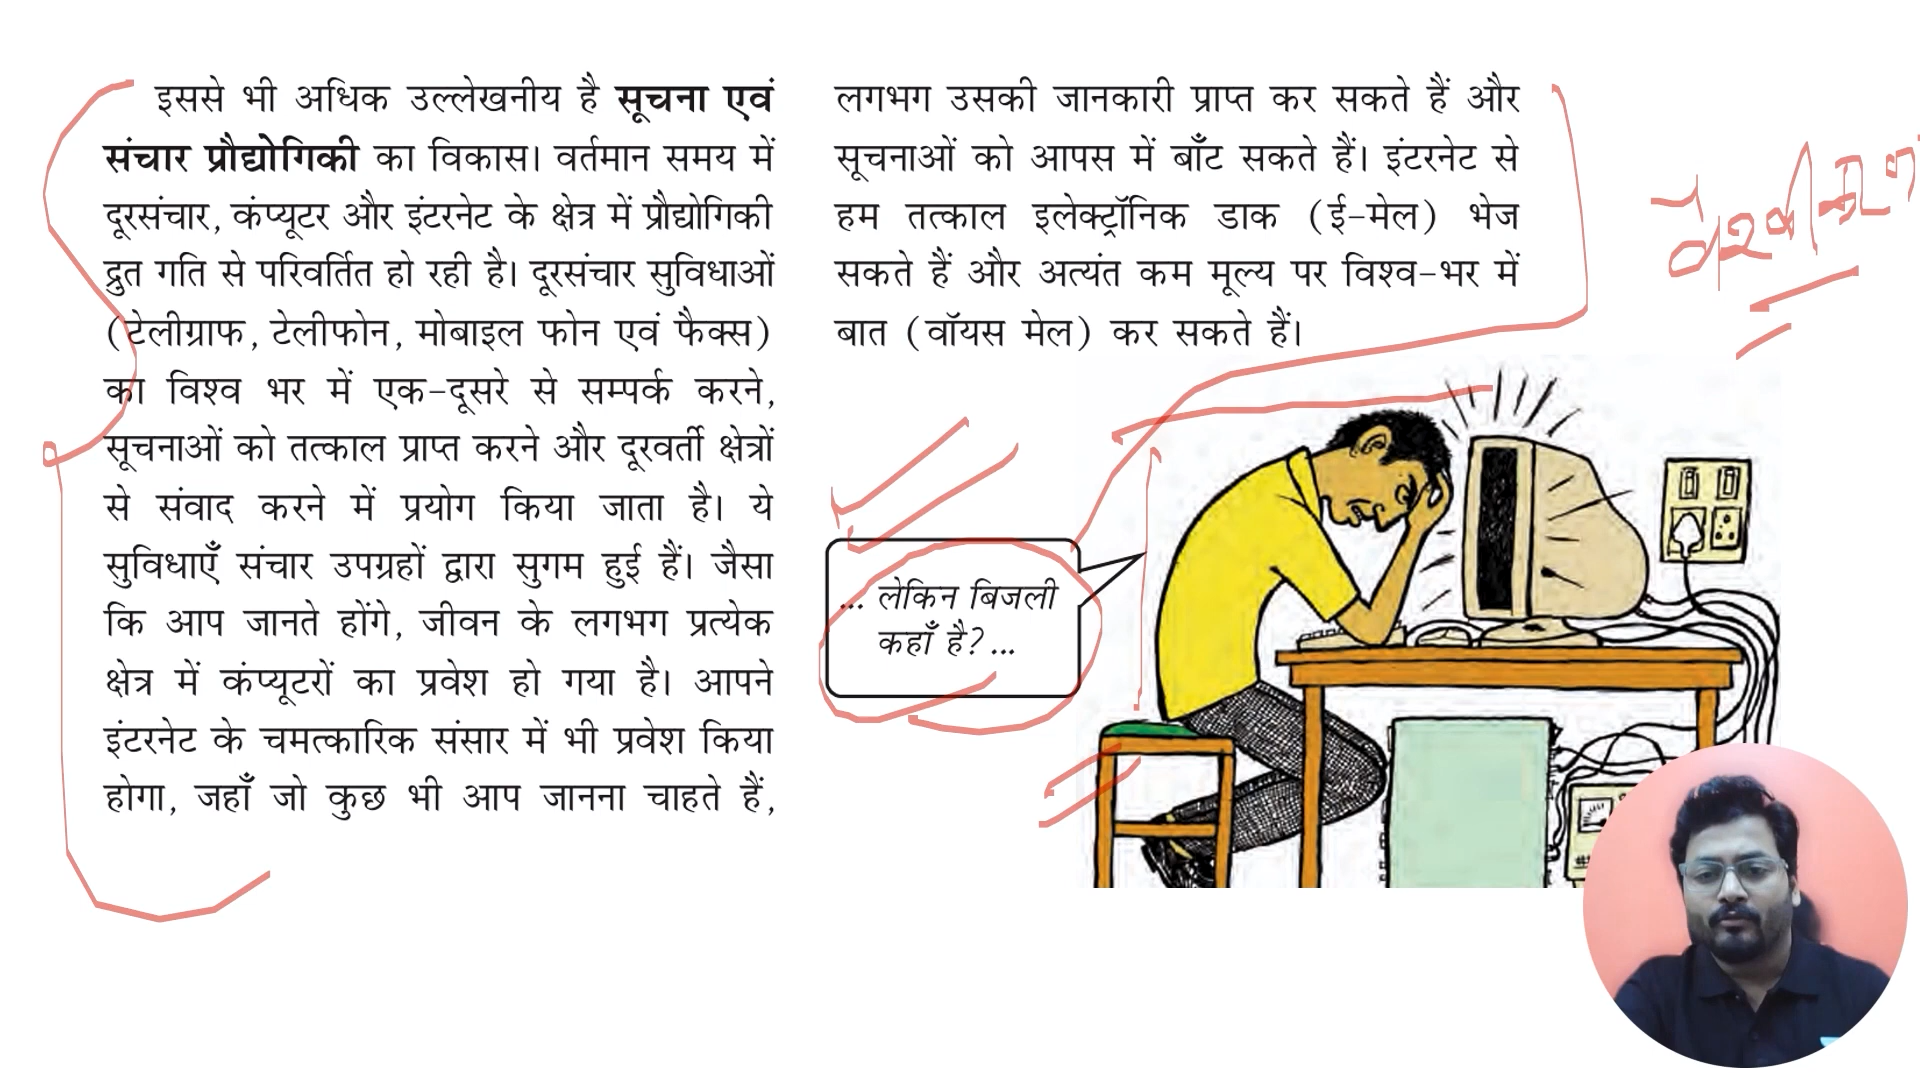 इससे भी अधिक उल्लेखनीय है सूचना एवं
संचार प्रौद्योगिकी का विकास। वर्तमान समय में
दूरसंचार, कंप्यूटर और इंटरनेट के क्षेत्र में प्रौद्योगिकी
द्रुत गति से परिवर्तित हो रही है। दूरसंचार सुविधाओं
(टेलीग्राफ, टेलीफोन, मोबाइल फोन एवं फैक्स)
का विश्व भर में एक-दूसरे से सम्पर्क करने,
सूचनाओं को तत्काल प्राप्त करने और दूरवर्ती क्षेत्रों
से संवाद करने में प्रयोग किया जाता है। ये
सुविधाएँ संचार उपग्रहों द्वारा सुगम हुई हैं। जैसा
कि आप जानते होंगे, जीवन के लगभग प्रत्येक
क्षेत्र में कंप्यूटरों का प्रवेश हो गया है। आपने
इंटरनेट के चमत्कारिक संसार में भी प्रवेश किया
होगा, जहाँ जो कुछ भी आप जानना चाहते हैं,
लगभग उसकी जानकारी प्राप्त कर सकते हैं और
सूचनाओं को आपस में बाँट सकते हैं। इंटरनेट से
हम तत्काल इलेक्ट्रॉनिक डाक (ई-मेल) भेज
सकते हैं और अत्यंत कम मूल्य पर विश्व-भर में
बात (वॉयस मेल) कर सकते हैं।
... लेकिन बिजली
कहाँ है? ...